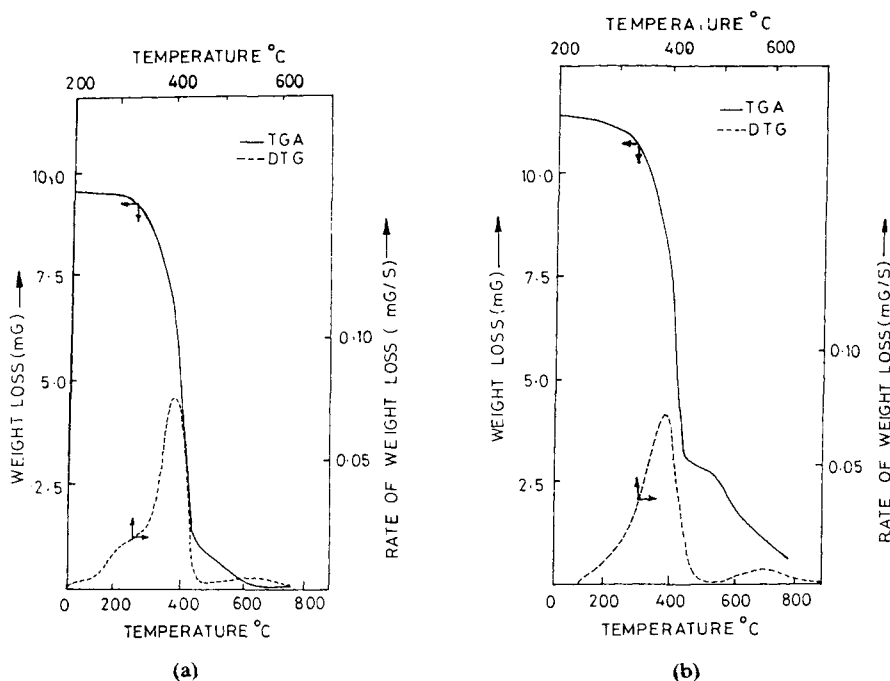 TEMPERATURE °C
200 400 600
—TGA
---DTG
10.0
7.5
5.0
2.5
WEIGHT LOSS (mG)
0.10
0.05
RATE OF WEIGHT LOSS ( mG/S)
0 200 400 600 800
TEMPERATURE °C
(a)
TEMPERATURE °C
200 400 600
—TGA
---DTG
10.0
7.5
5.0
2.5
WEIGHT LOSS (mG)
0.10
0.05
RATE OF WEIGHT LOSS (mG/S)
0 200 400 600 800
TEMPERATURE °C
(b)